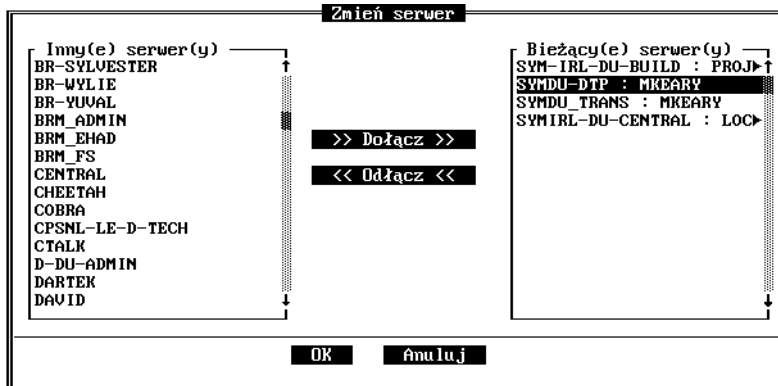 Zmień serwer
Inny(e) serwer(y)
BR-SYLVESTER
BR-WYLIE
BR-YUVAL
BRM_ADMIN
BRM_EHAD
BRM_FS
CENTRAL
CHEETAH
COBRA
CPSNL-LE-D-TECH
CTALK
D-DU-ADMIN
DARTEK
DAVID
>> Dołącz >>
<< Odłącz <<
Bieżący(e) serwer(y)
SYM-IRL-DU-BUILD : PROJ
SYMDU-DTP : MKEARY
SYMDU_TRANS : MKEARY
SYMIRL-DU-CENTRAL : LOC
OK Anuluj